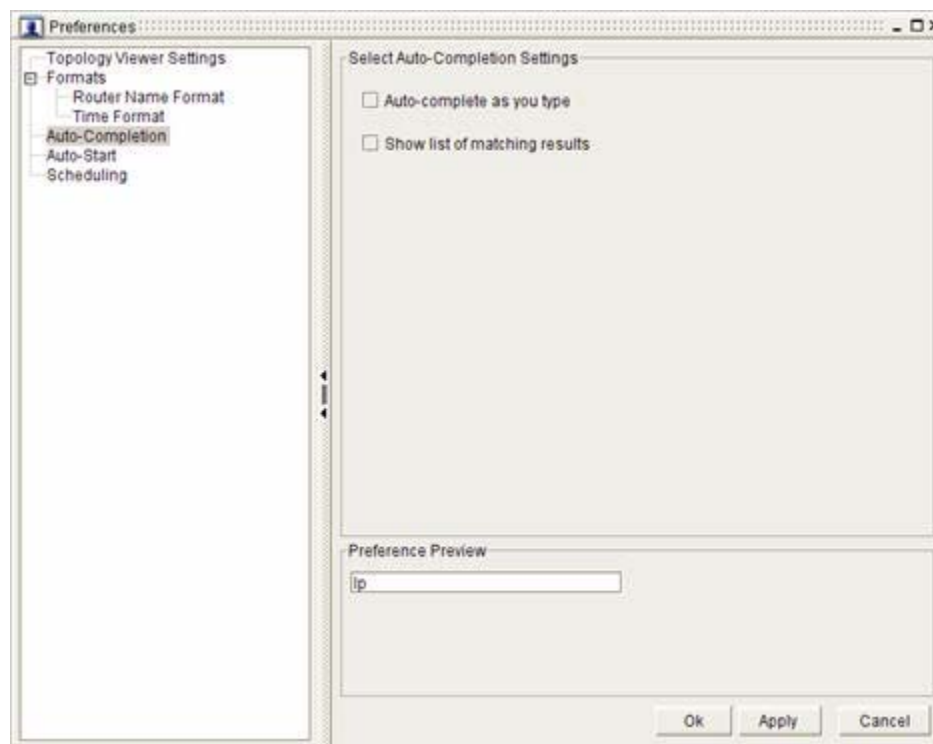 Preferences
Topology Viewer Settings
Formats
Router Name Format
Time Format
Auto-Completion
Auto-Start
Scheduling
Select Auto-Completion Settings
Auto-complete as you type
Show list of matching results
Preference Preview
lp
Ok
Apply
Cancel